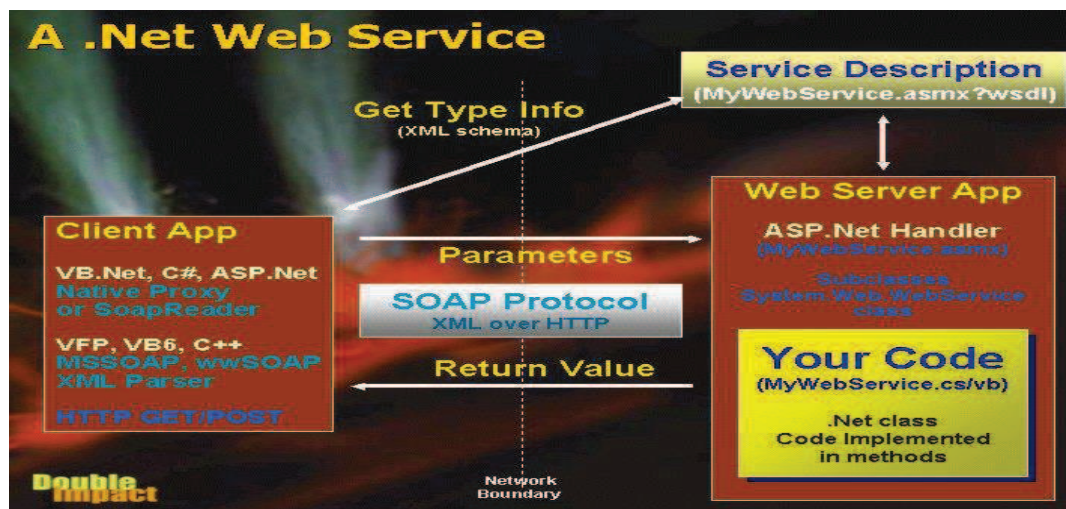 A .Net Web Service
Service Description
(MyWebService.asmx?wsdl)
Get Type Info
(XML schema)
Client App
VB.Net, C#, ASP.Net
Native Proxy
or SoapReader
VFP, VB6, C++
MSSOAP, wwSOAP
XML Parser
HTTP GET/POST
Parameters
SOAP Protocol
XML over HTTP
Return Value
Web Server App
ASP.Net Handler
(MyWebService.asmx)
Subclasses
System.Web.WebService
class
Your Code
(MyWebService.cs/vb)
.Net class
Code Implemented
in methods
Double
Impact
Network
Boundary